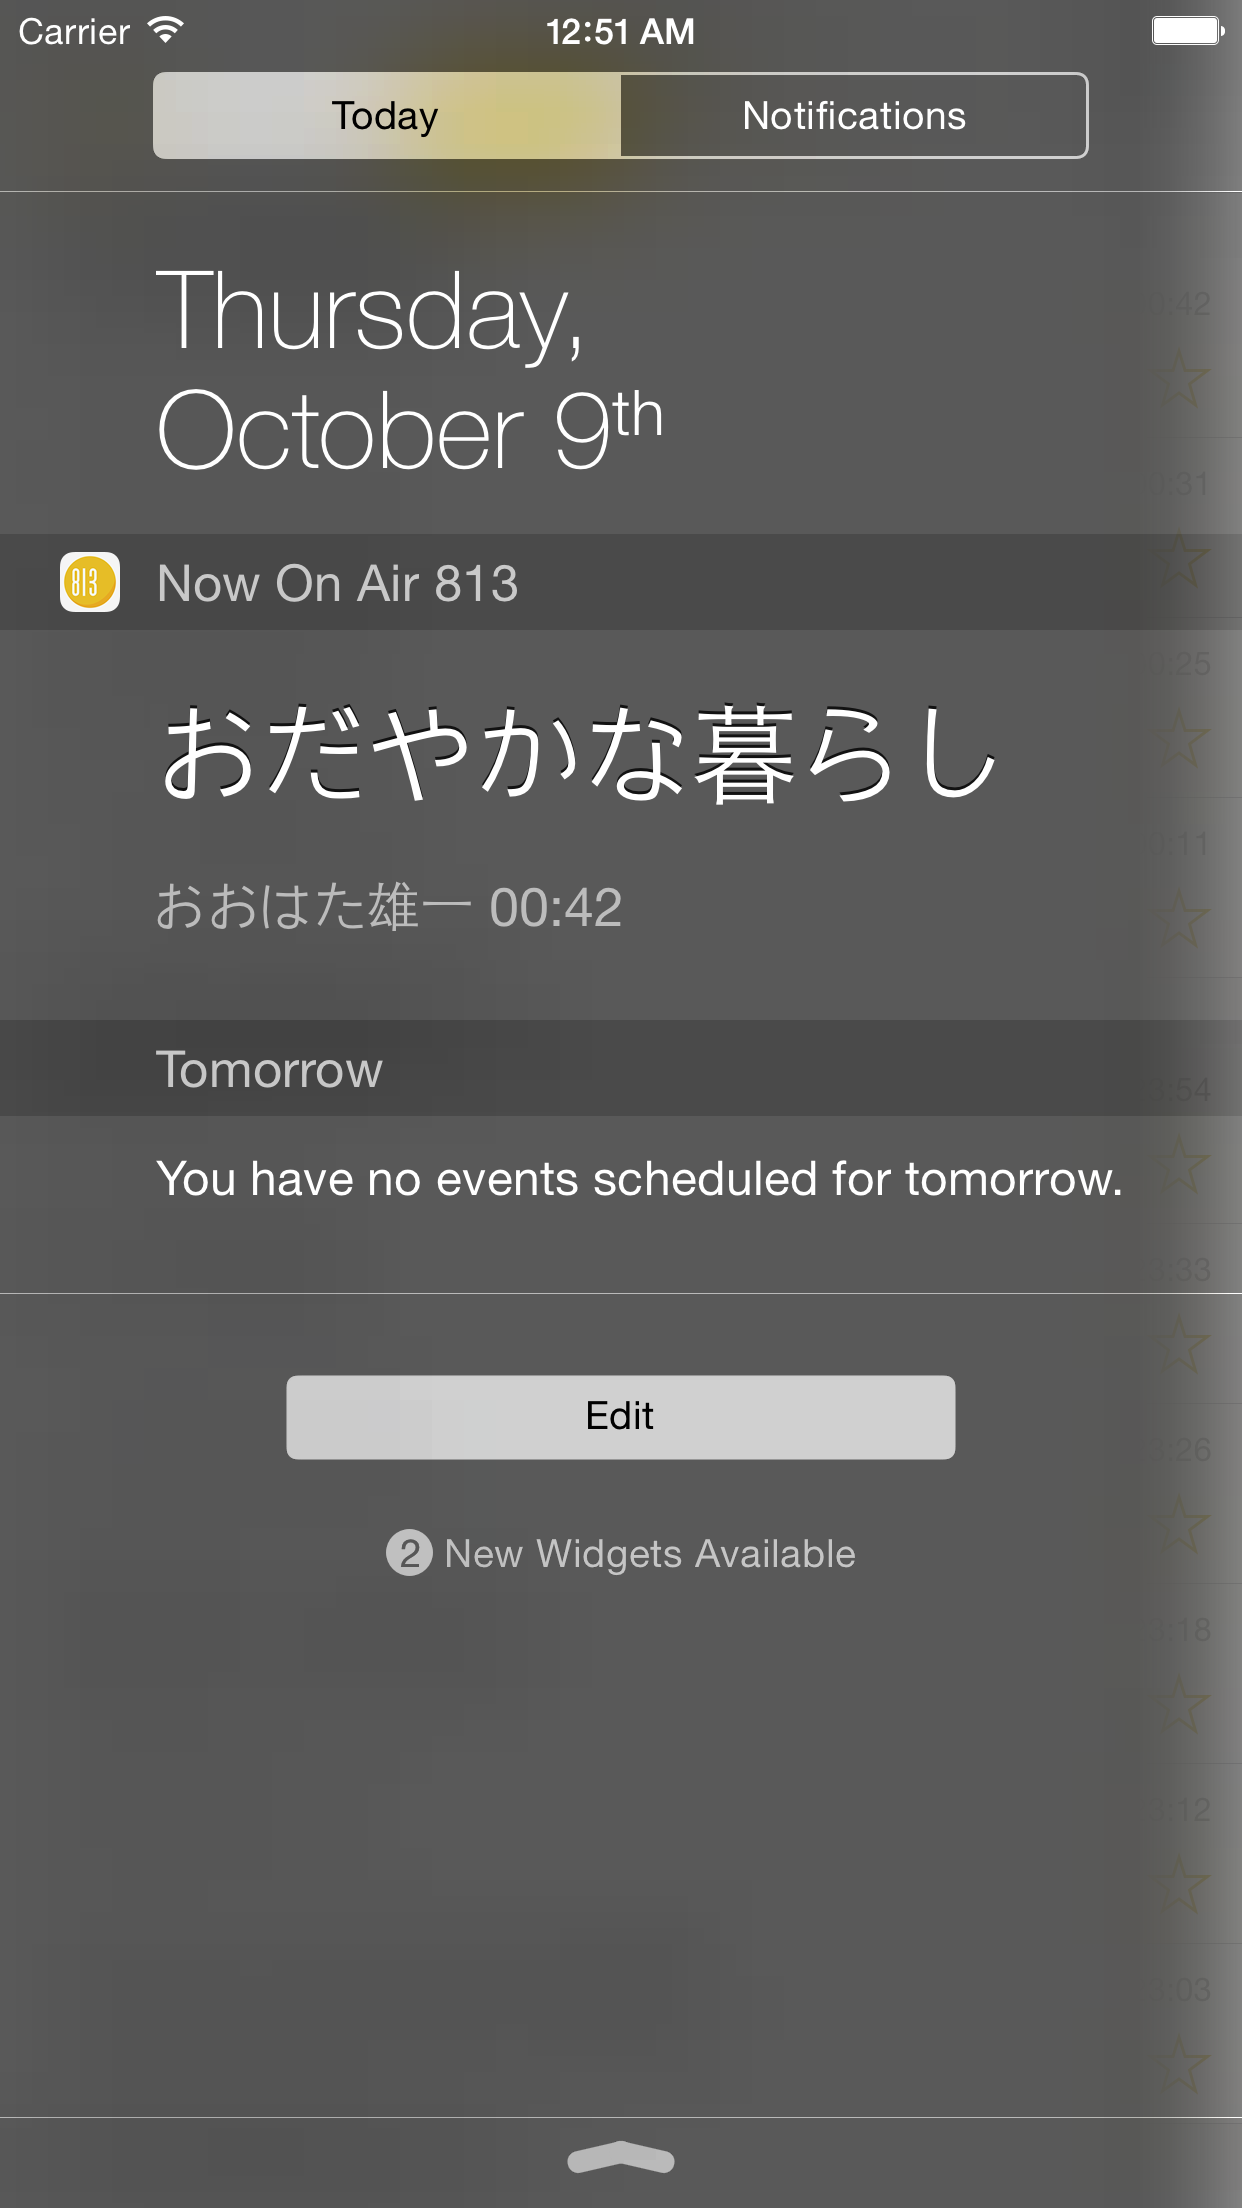 Carrier 12:51 AM
Today Notifications
Thursday,
October 9th
813 Now On Air 813
おだやかな暮らし
おおはた雄一 00:42
Tomorrow
You have no events scheduled for tomorrow.
Edit
2 New Widgets Available